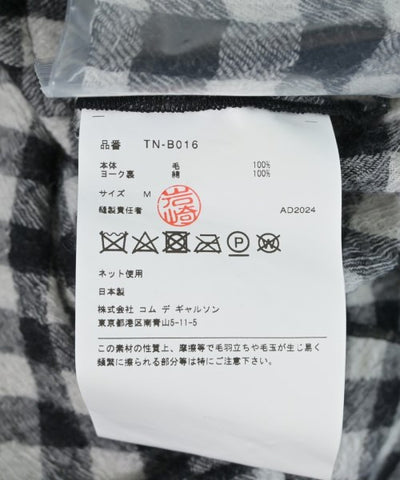 品番 TN-B016
本体 毛 100%
ヨーク裏 綿 100%
サイズ M
岩崎
縫製責任者 AD2024
P W
ネット使用
日本製
株式会社 コム デ ギャルソン
東京都港区南青山5-11-5
この素材の性質上、摩擦等で毛羽立ちや毛玉が生じ易く
頻繁に擦られる部分等は特にご注意下さい。